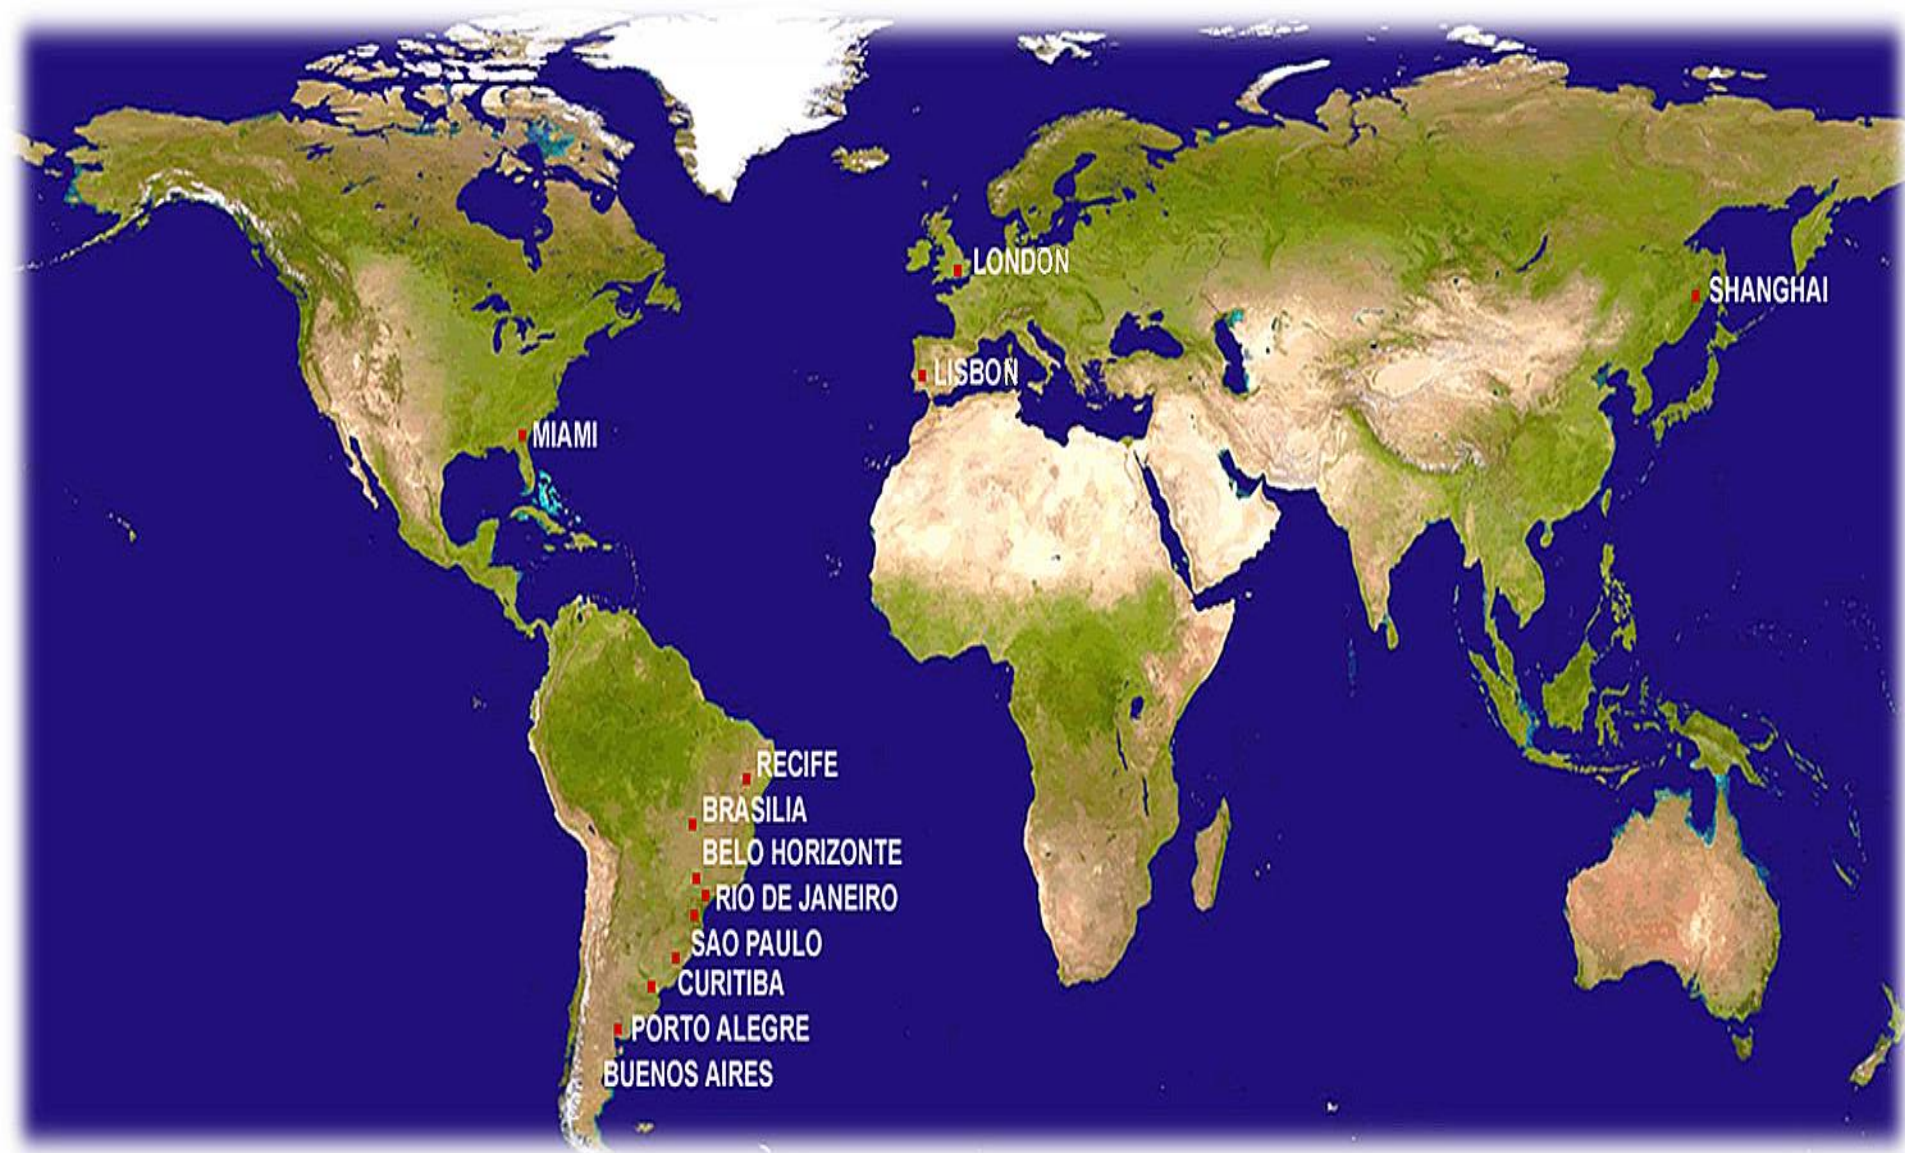 LONDON
SHANGHAI
LISBON
MIAMI
RECIFE
BRASILIA
BELO HORIZONTE
RIO DE JANEIRO
SAO PAULO
CURITIBA
PORTO ALEGRE
BUENOS AIRES